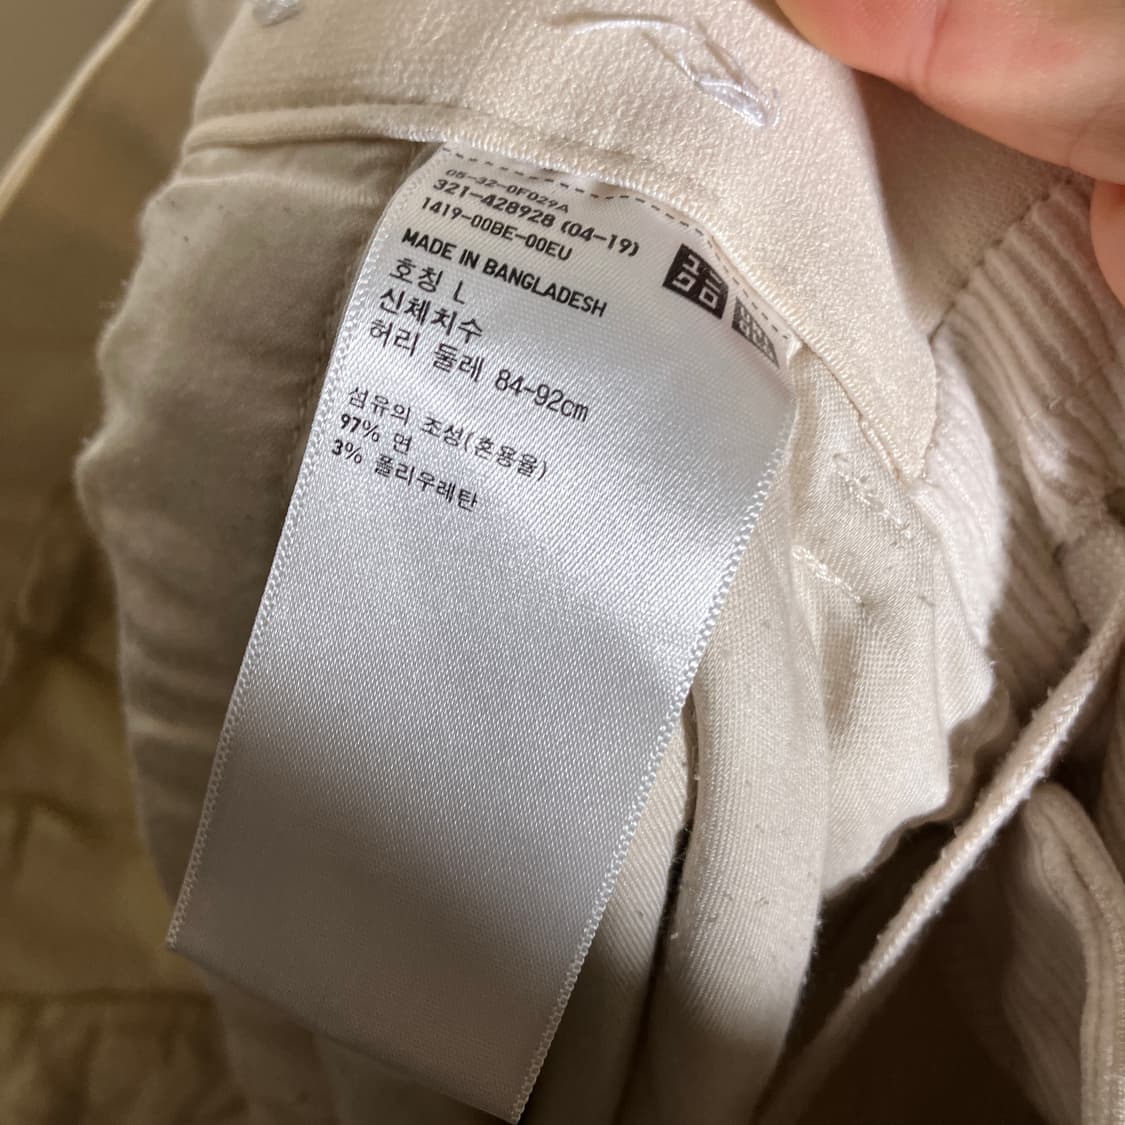 05-32-0F029A
321-428928 (04-19)
1419-00BE-00EU
MADE IN BANGLADESH
호칭 L
신체치수
허리 둘레 84-92cm
섬유의 조성(혼용율)
97% 면
3% 폴리우레탄